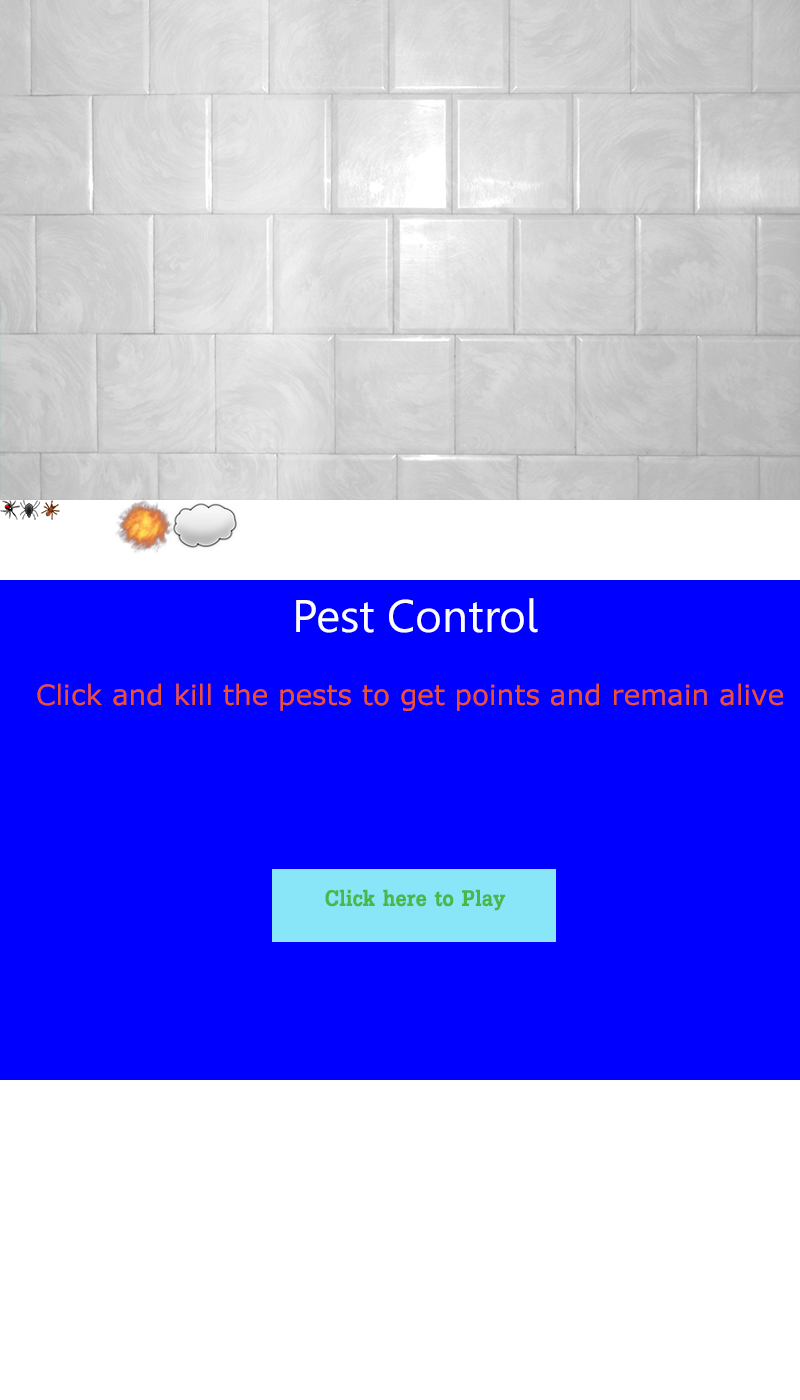 Pest Control
Click and kill the pests to get points and remain alive
Click here to Play